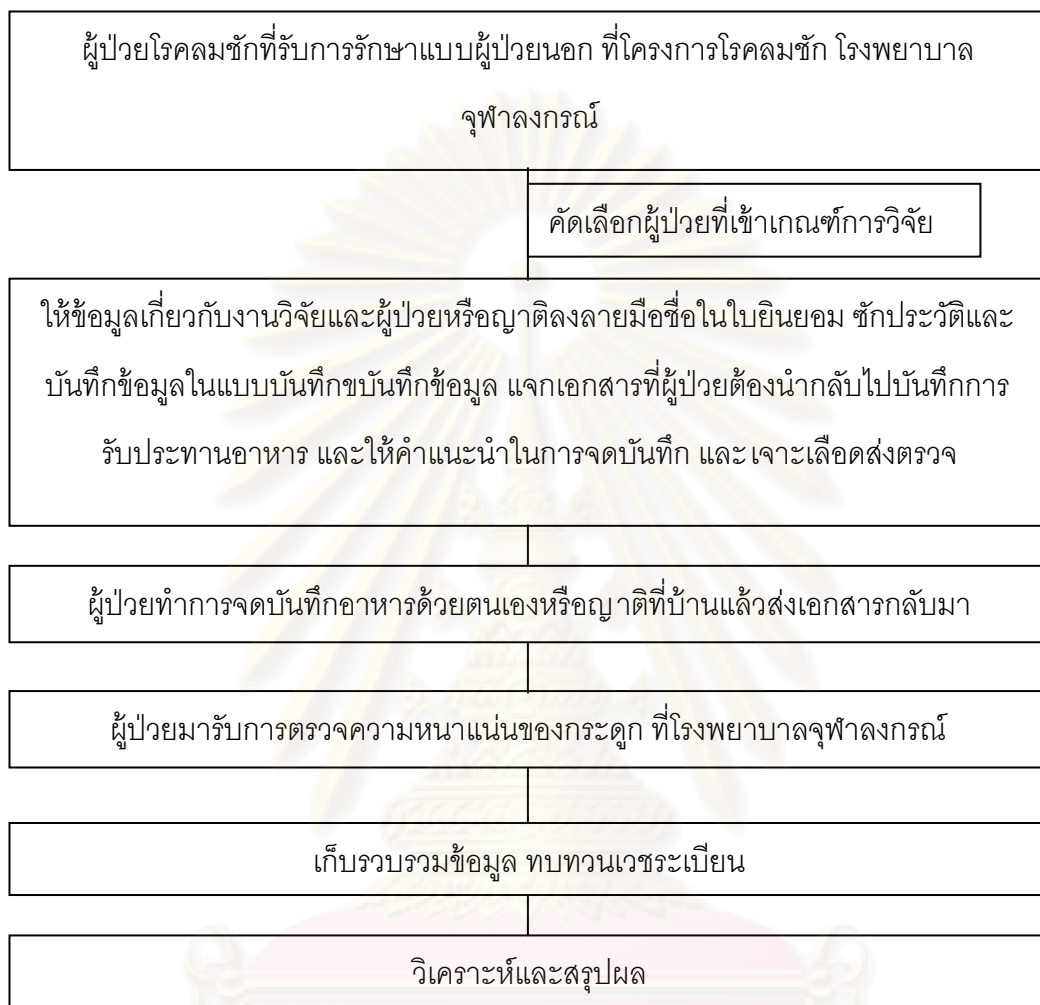 ผู้ป่วยโรคลมชักที่รับการรักษาแบบผู้ป่วยนอก ที่โครงการโรคลมชัก โรงพยาบาล
จุฬาลงกรณ์
คัดเลือกผู้ป่วยที่เข้าเกณฑ์การวิจัย
ให้ข้อมูลเกี่ยวกับงานวิจัยและผู้ป่วยหรือญาติลงลายมือชื่อในใบยินยอม ซักประวัติและ
บันทึกข้อมูลในแบบบันทึกขบันทึกข้อมูล แจกเอกสารที่ผู้ป่วยต้องนำกลับไปบันทึกการ
รับประทานอาหาร และให้คำแนะนำในการจดบันทึก และเจาะเลือดส่งตรวจ
ผู้ป่วยทำการจดบันทึกอาหารด้วยตนเองหรือญาติที่บ้านแล้วส่งเอกสารกลับมา
ผู้ป่วยมารับการตรวจความหนาแน่นของกระดูก ที่โรงพยาบาลจุฬาลงกรณ์
เก็บรวบรวมข้อมูล ทบทวนเวชระเบียน
วิเคราะห์และสรุปผล